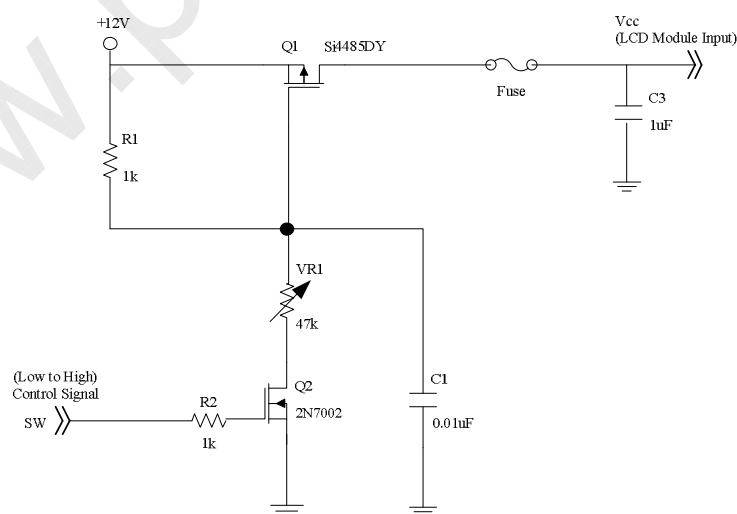 +12V
Q1 Si4485DY
Vcc
(LCD Module Input)
Fuse
C3
1uF
R1
1k
VR1
47k
(Low to High)
Control Signal
SW
R2
1k
Q2
2N7002
C1
0.01uF
w.p